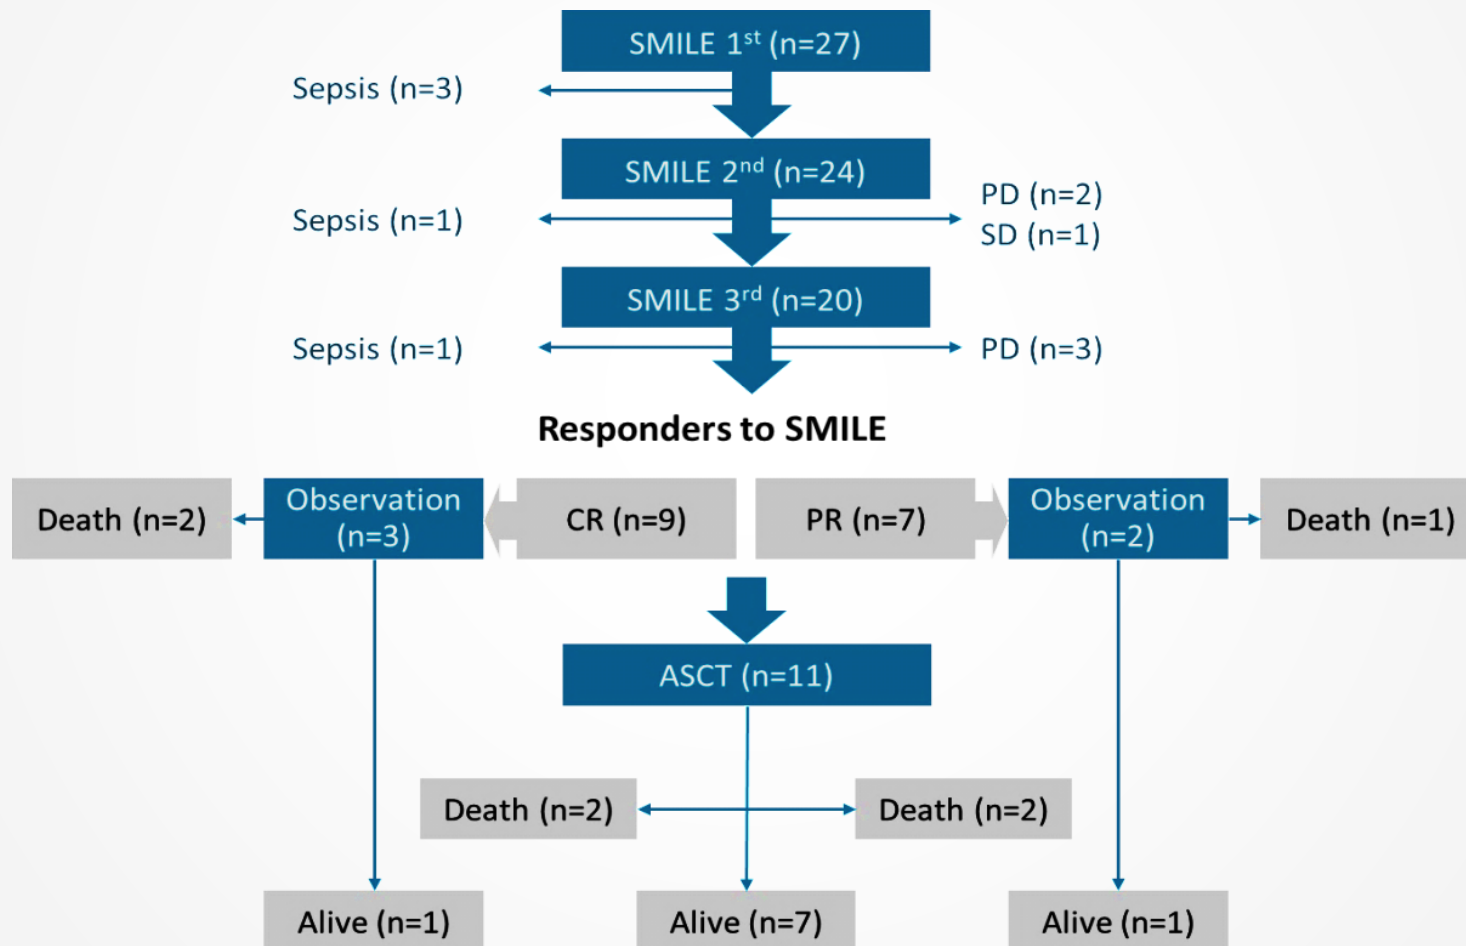 SMILE 1st (n=27)
Sepsis (n=3)
SMILE 2nd (n=24)
Sepsis (n=1)
PD (n=2)
SD (n=1)
SMILE 3rd (n=20)
Sepsis (n=1)
PD (n=3)
Responders to SMILE
Death (n=2)
Observation
(n=3)
CR (n=9)
PR (n=7)
Observation
(n=2)
Death (n=1)
ASCT (n=11)
Death (n=2)
Death (n=2)
Alive (n=1)
Alive (n=7)
Alive (n=1)